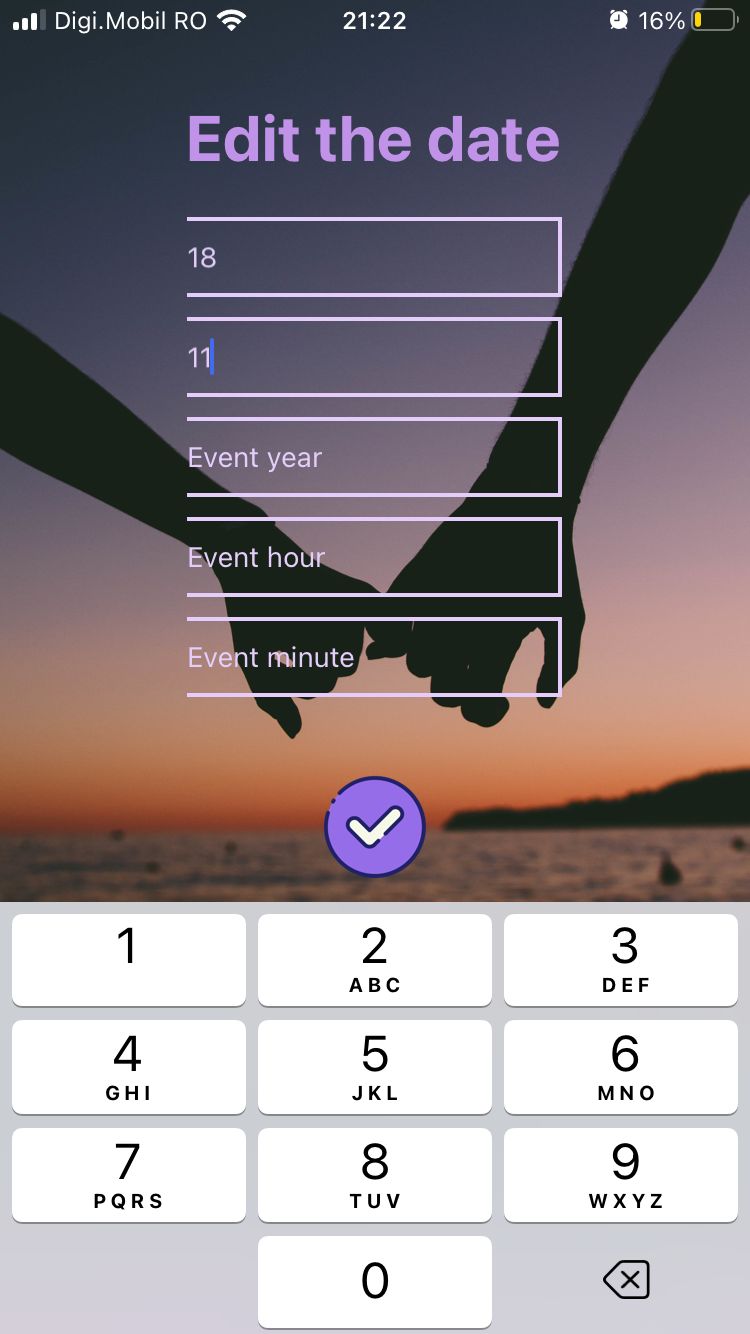 Digi.Mobil RO 21:22 16%
Edit the date
18
11
Event year
Event hour
Event minute
1 2 3
ABC DEF
4 5 6
GHI JKL MNO
7 8 9
PQRS TUV WXYZ
0